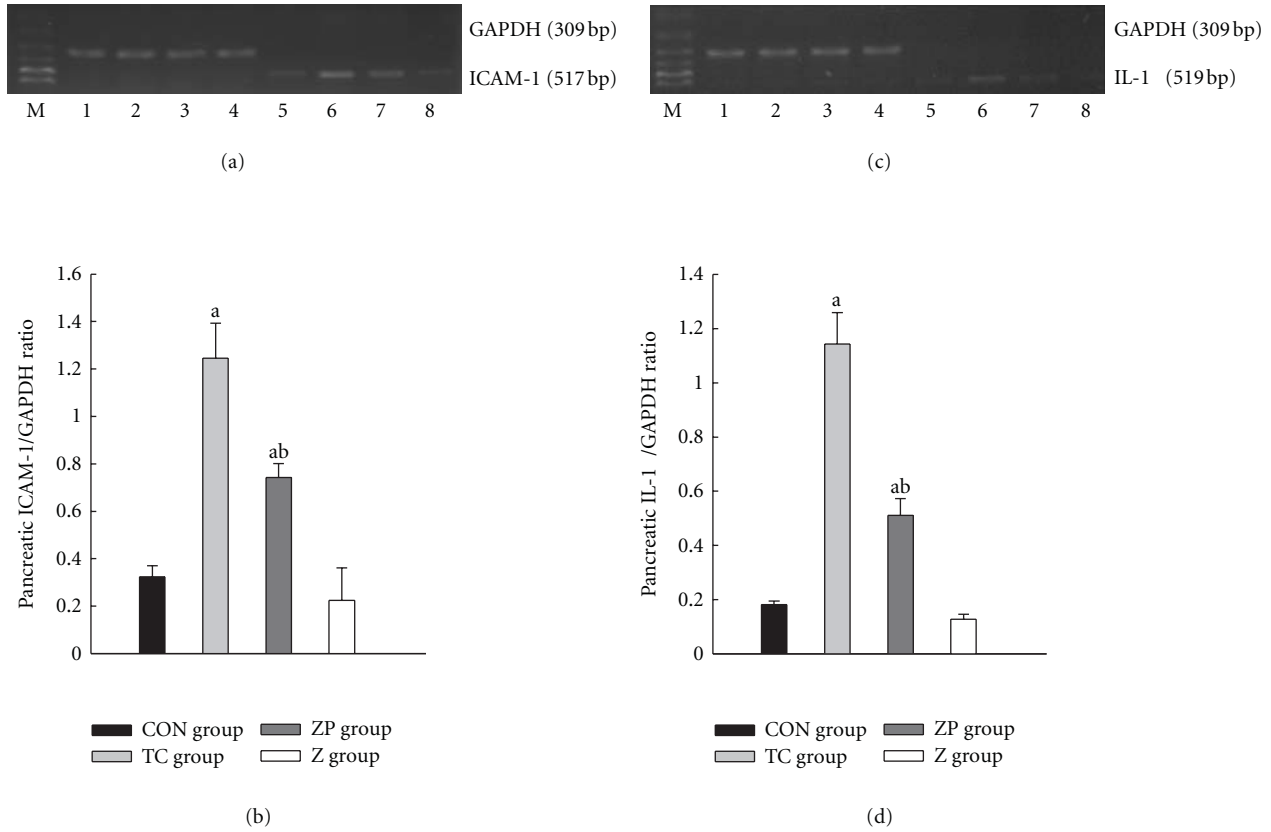 GAPDH (309 bp)
ICAM-1 (517 bp)
M 1 2 3 4 5 6 7 8
(a)
GAPDH (309 bp)
IL-1 (519 bp)
M 1 2 3 4 5 6 7 8
(c)
Pancreatic ICAM-1/GAPDH ratio
1.6
1.4
1.2
1
0.8
0.6
0.4
0.2
0
a
ab
CON group
ZP group
TC group
Z group
(b)
Pancreatic IL-1 /GAPDH ratio
1.4
1.2
1
0.8
0.6
0.4
0.2
0
a
ab
CON group
ZP group
TC group
Z group
(d)